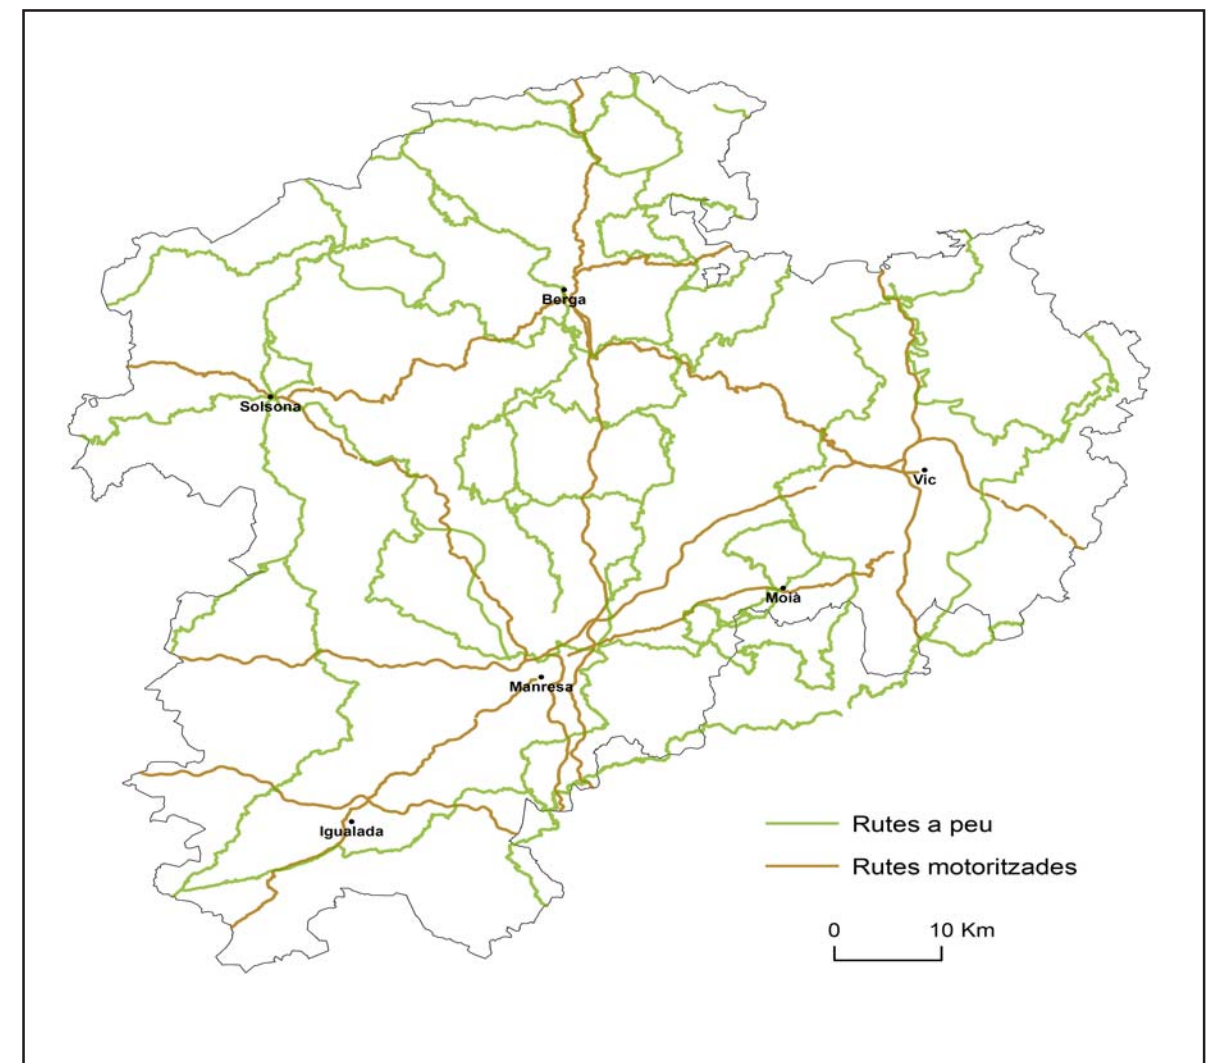 Berga
Solsona
Vic
Moià
Manresa
Igualada
Rutes a peu
Rutes motoritzades
0 10 Km